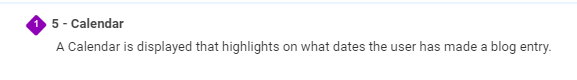 1 5 - Calendar
A Calendar is displayed that highlights on what dates the user has made a blog entry.